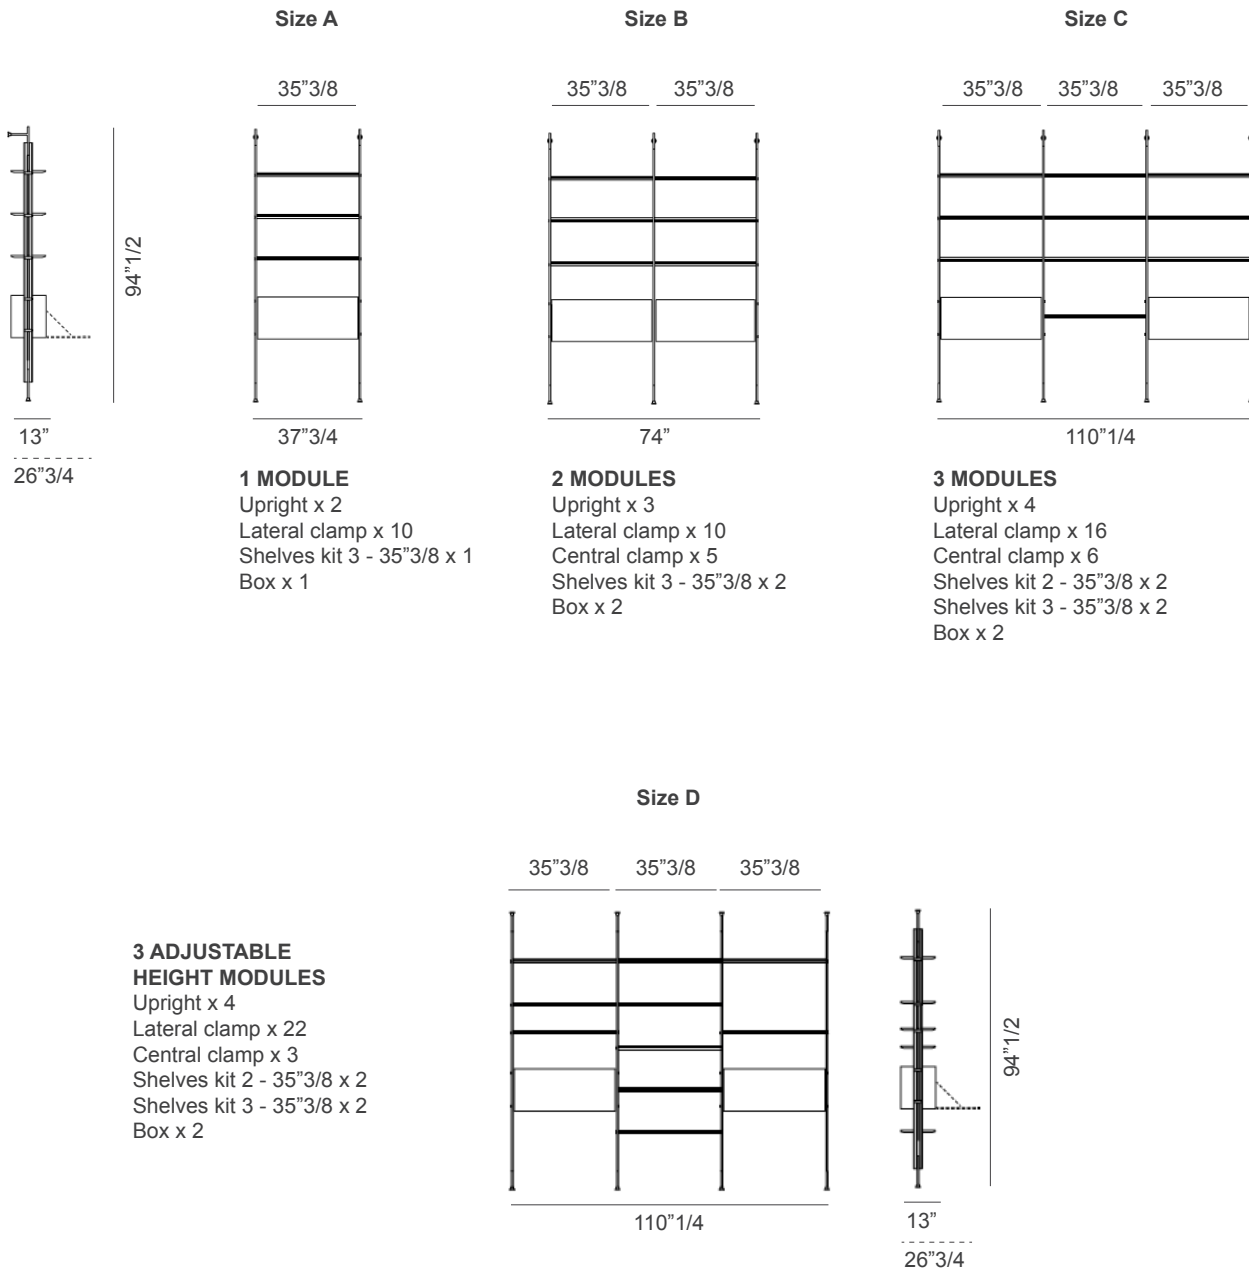 Size A
Size B
Size C
35”3/8
35”3/8 35”3/8
35”3/8 35”3/8 35”3/8
94”1/2
13”
26”3/4
37”3/4
74”
110”1/4
1 MODULE
Upright x 2
Lateral clamp x 10
Shelves kit 3 - 35”3/8 x 1
Box x 1
2 MODULES
Upright x 3
Lateral clamp x 10
Central clamp x 5
Shelves kit 3 - 35”3/8 x 2
Box x 2
3 MODULES
Upright x 4
Lateral clamp x 16
Central clamp x 6
Shelves kit 2 - 35”3/8 x 2
Shelves kit 3 - 35”3/8 x 2
Box x 2
Size D
35”3/8 35”3/8 35”3/8
3 ADJUSTABLE
HEIGHT MODULES
Upright x 4
Lateral clamp x 22
Central clamp x 3
Shelves kit 2 - 35”3/8 x 2
Shelves kit 3 - 35”3/8 x 2
Box x 2
110”1/4
94”1/2
13”
26”3/4